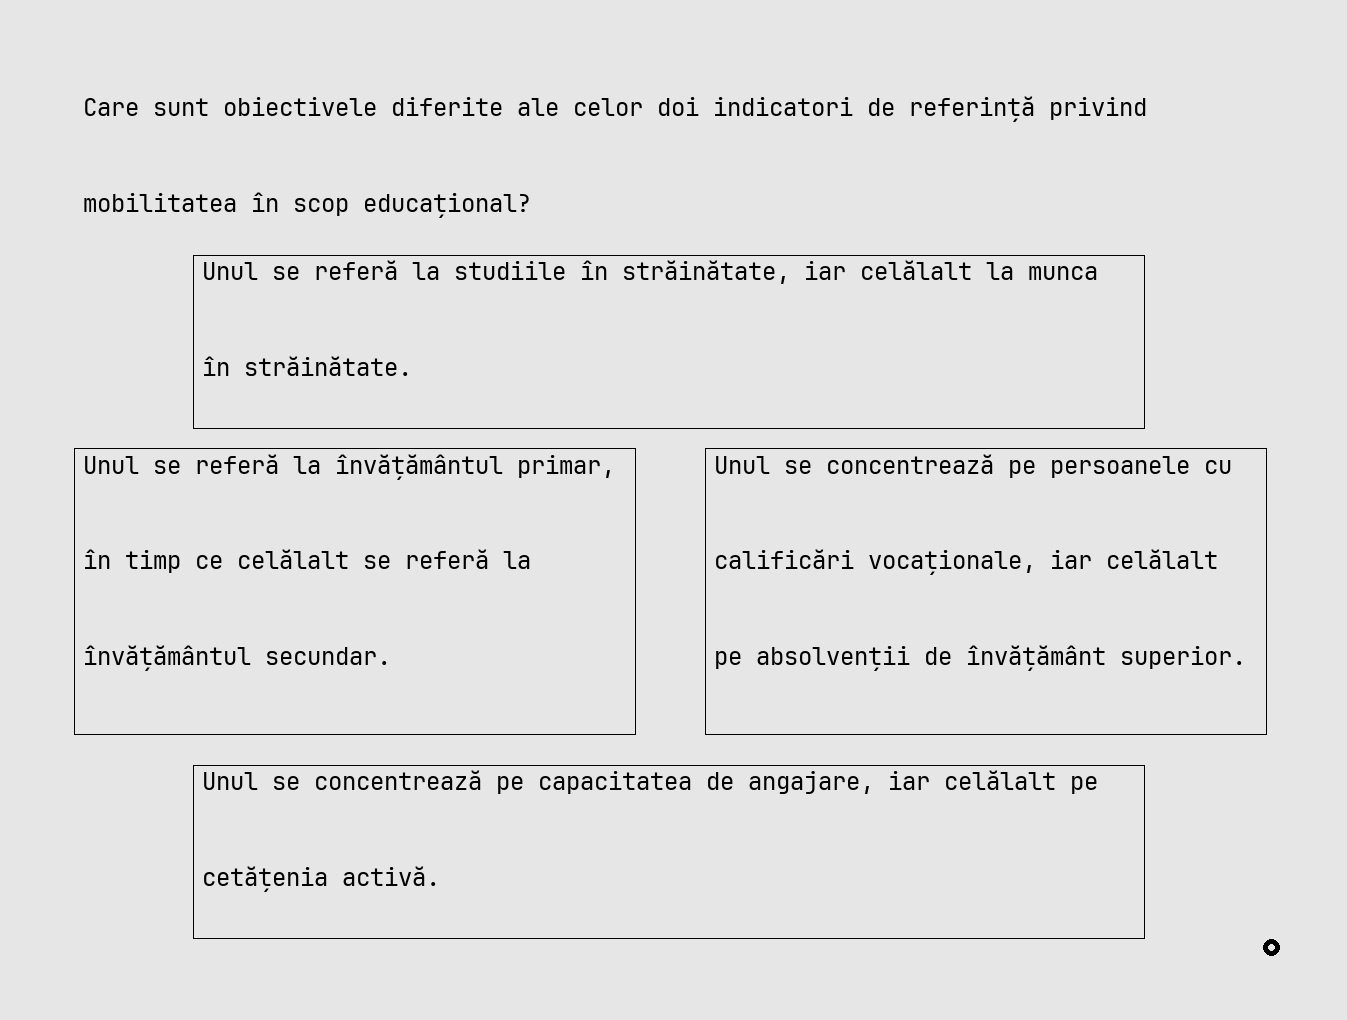 Care sunt obiectivele diferite ale celor doi indicatori de referință privind
mobilitatea în scop educațional?
Unul se referă la studiile în străinătate, iar celălalt la munca
în străinătate.
Unul se referă la învățământul primar,
în timp ce celălalt se referă la
învățământul secundar.
Unul se concentrează pe persoanele cu
calificări vocaționale, iar celălalt
pe absolvenții de învățământ superior.
Unul se concentrează pe capacitatea de angajare, iar celălalt pe
cetățenia activă.